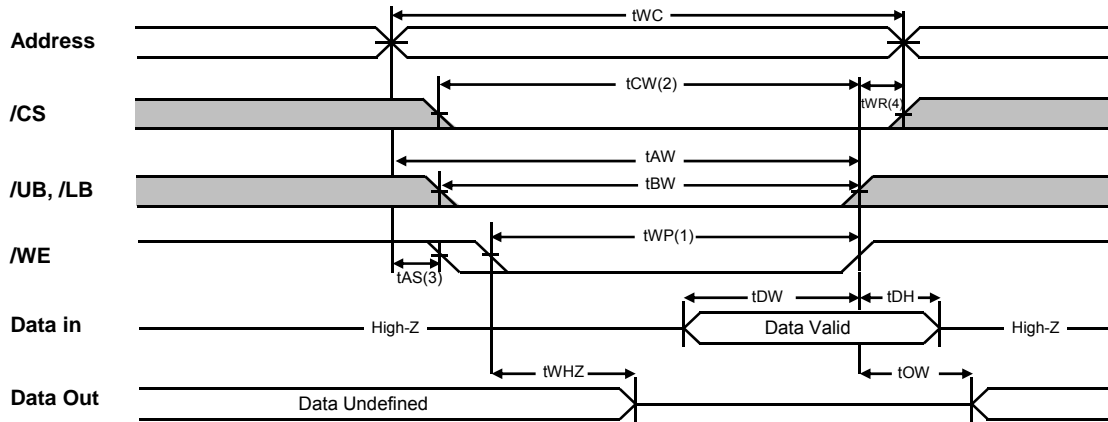 tWC
Address
tCW(2)
tWR(4)
/CS
tAW
/UB, /LB
tBW
tWP(1)
/WE
tAS(3)
tDW
tDH
Data in
High-Z
Data Valid
High-Z
tWHZ
tOW
Data Out
Data Undefined